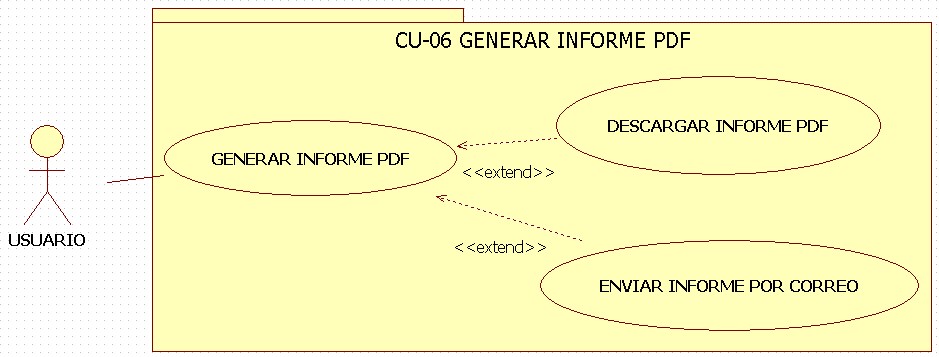 CU-06 GENERAR INFORME PDF
DESCARGAR INFORME PDF
GENERAR INFORME PDF
<<extend>>
USUARIO
<<extend>>
ENVIAR INFORME POR CORREO